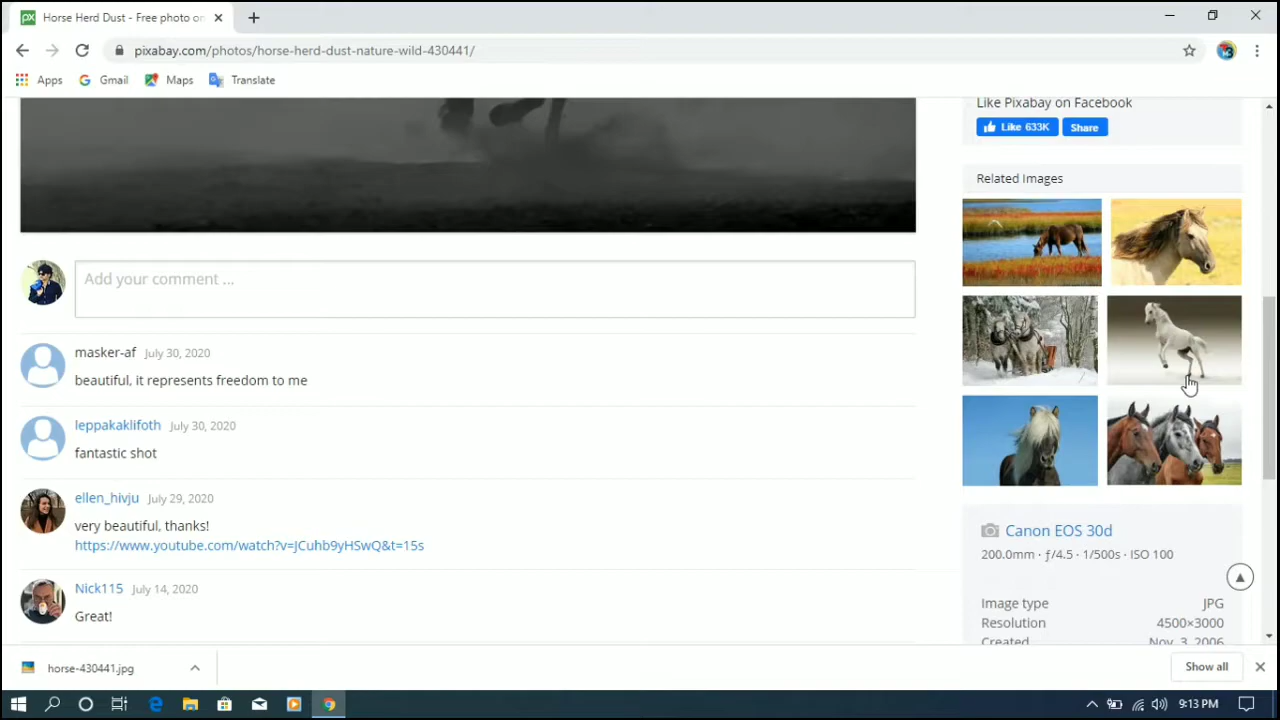 Horse Herd Dust - Free photo on
pixabay.com/photos/horse-herd-dust-nature-wild-430441/
Apps
Gmail
Maps
Translate
Like Pixabay on Facebook
Like 633K
Share
Related Images
Add your comment ...
masker-af July 30, 2020
beautiful, it represents freedom to me
leppakaklifoth July 30, 2020
fantastic shot
ellen_hivju July 29, 2020
very beautiful, thanks!
https://www.youtube.com/watch?v=JCuhb9yHSwQ&t=15s
Nick115 July 14, 2020
Great!
Canon EOS 30d
200.0mm · ƒ/4.5 · 1/500s · ISO 100
Image type JPG
Resolution 4500×3000
Created Nov. 3, 2006
horse-430441.jpg
Show all
9:13 PM